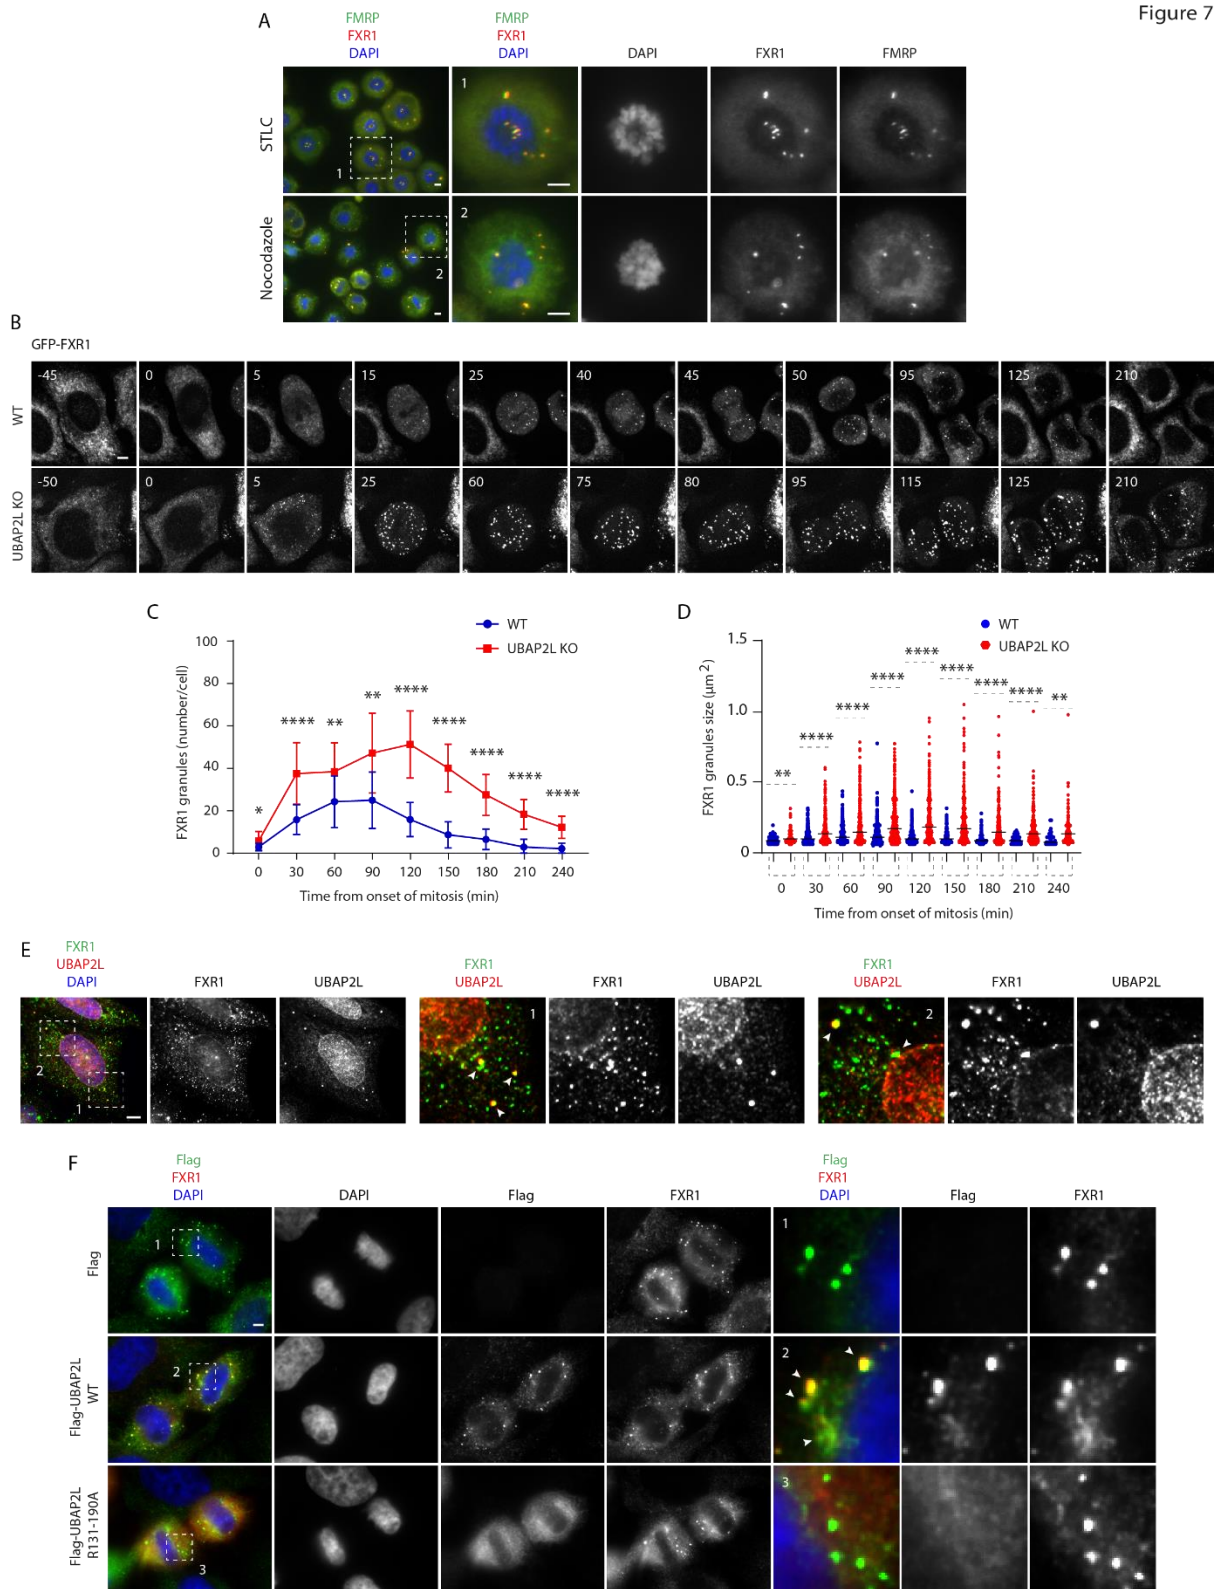 Figure 7
A
FMRP
FXR1
DAPI
FMRP
FXR1
DAPI
DAPI
FXR1
FMRP
STLC
1
1
Nocodazole
2
2
B
GFP-FXR1
WT
-45
0
5
15
25
40
45
50
95
125
210
UBAP2L KO
-50
0
5
25
60
75
80
95
115
125
210
C
WT
UBAP2L KO
FXR1 granules (number/cell)
100
80
60
40
20
0
* **** ** ** **** **** **** **** ****
0 30 60 90 120 150 180 210 240
Time from onset of mitosis (min)
D
WT
UBAP2L KO
FXR1 granules size (µm 2)
1.5
1.0
0.5
0
** **** **** **** **** **** **** **** **
0 30 60 90 120 150 180 210 240
Time from onset of mitosis (min)
E
FXR1
UBAP2L
DAPI
FXR1
UBAP2L
FXR1
UBAP2L
FXR1
UBAP2L
FXR1
UBAP2L
FXR1
UBAP2L
2
1
1
2
F
Flag
FXR1
DAPI
DAPI
Flag
FXR1
Flag
FXR1
DAPI
Flag
FXR1
Flag
1
1
Flag-UBAP2L
WT
2
2
Flag-UBAP2L
R131-190A
3
3